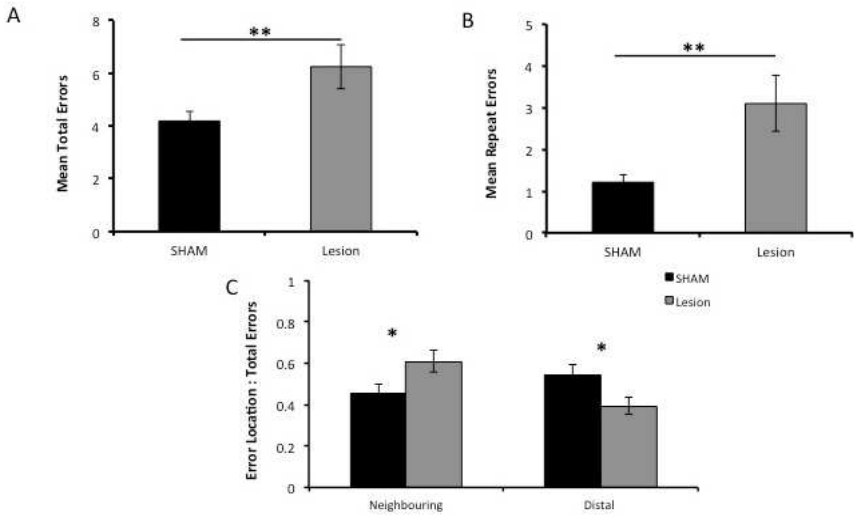 A
Mean Total Errors
8
6
4
2
0
**
SHAM Lesion
B
Mean Repeat Errors
5
4
3
2
1
0
**
SHAM Lesion
C
SHAM
Lesion
Error Location : Total Errors
1
0.8
0.6
0.4
0.2
0
* *
Neighbouring Distal